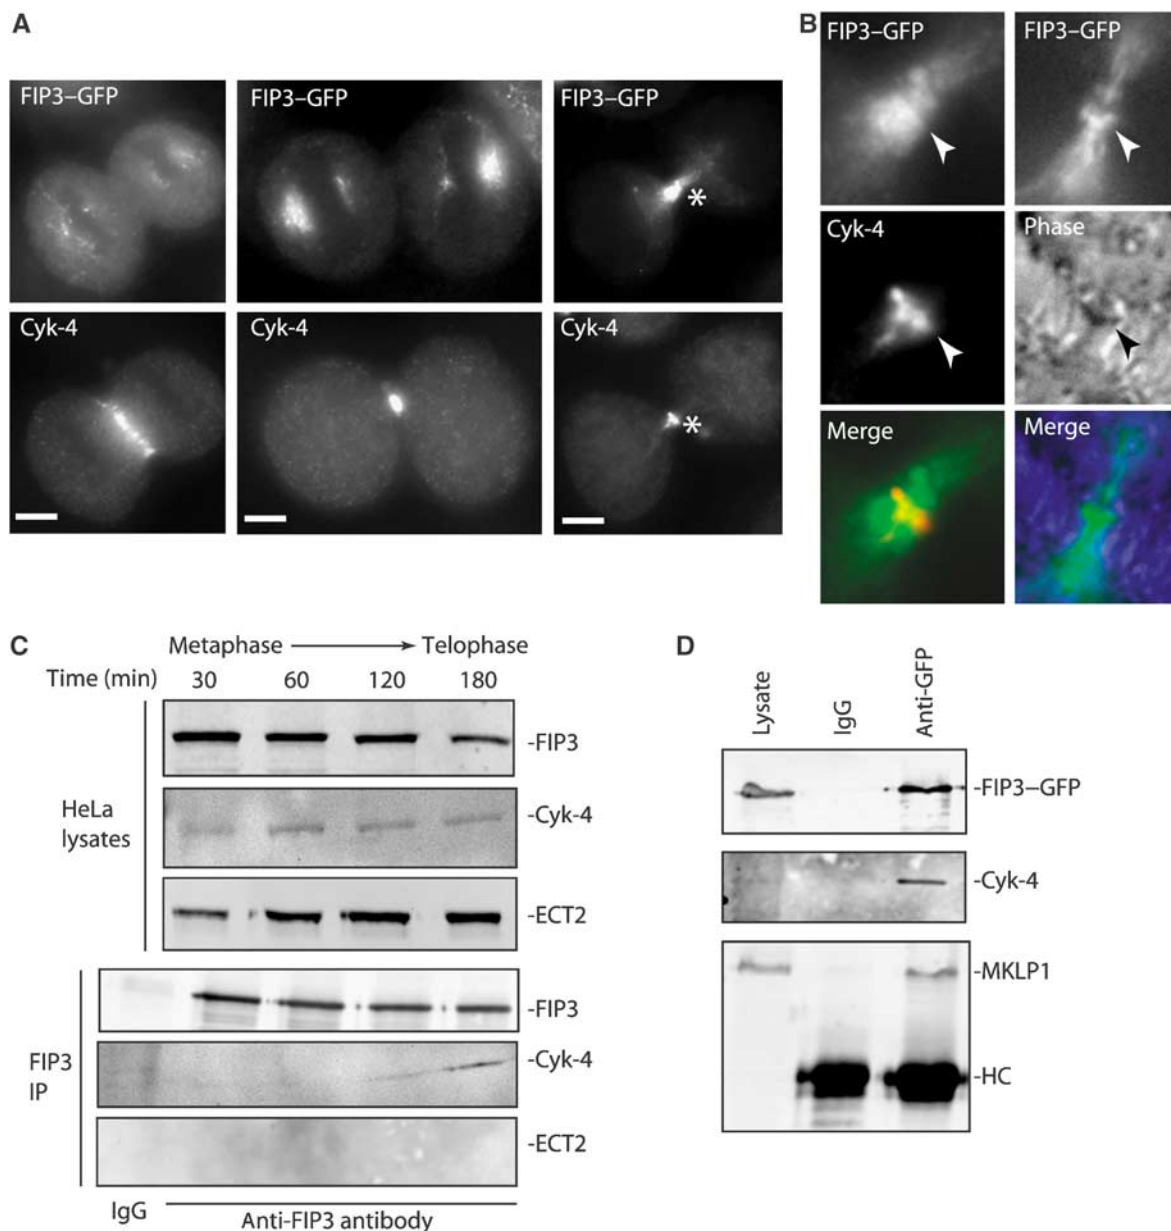 A
FIP3–GFP
FIP3–GFP
FIP3–GFP
*
Cyk-4
Cyk-4
Cyk-4
*
B
FIP3–GFP
FIP3–GFP
Cyk-4
Phase
Merge
Merge
C
Metaphase
Telophase
Time (min)
30
60
120
180
HeLa
lysates
-FIP3
-Cyk-4
-ECT2
FIP3
IP
-FIP3
-Cyk-4
-ECT2
IgG
Anti-FIP3 antibody
D
Lysate
IgG
Anti-GFP
-FIP3–GFP
-Cyk-4
-MKLP1
-HC